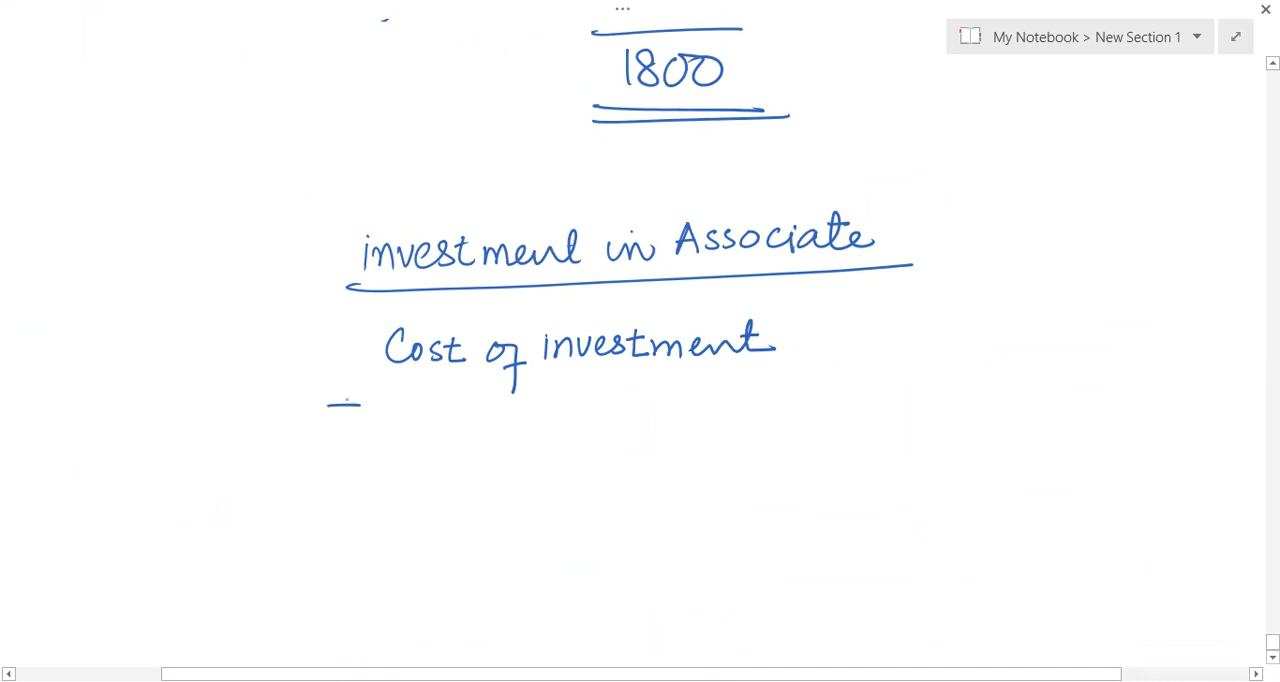 ...
My Notebook > New Section 1
1800
investment in Associate
Cost of investment